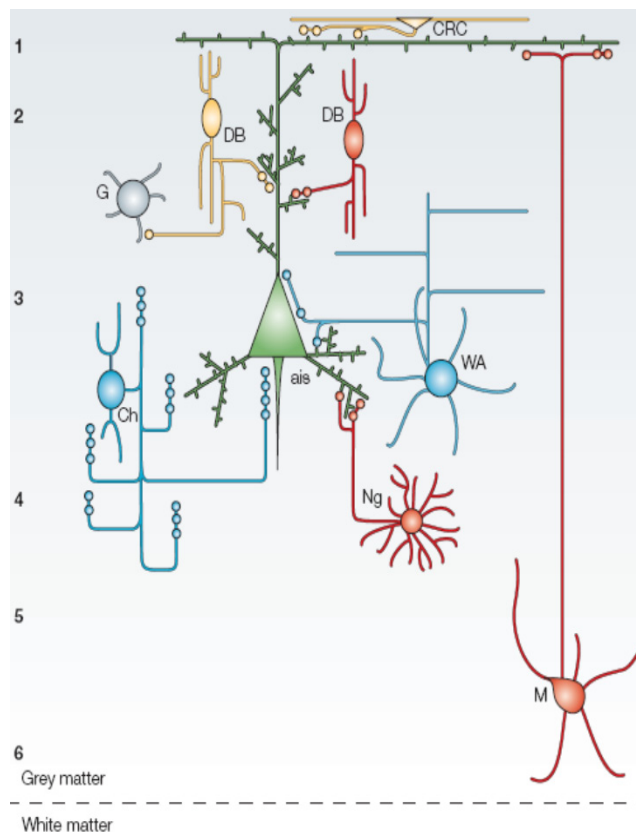 CRC
1
2
DB
DB
G
3
WA
ais
Ch
Ng
4
5
M
6
Grey matter
White matter